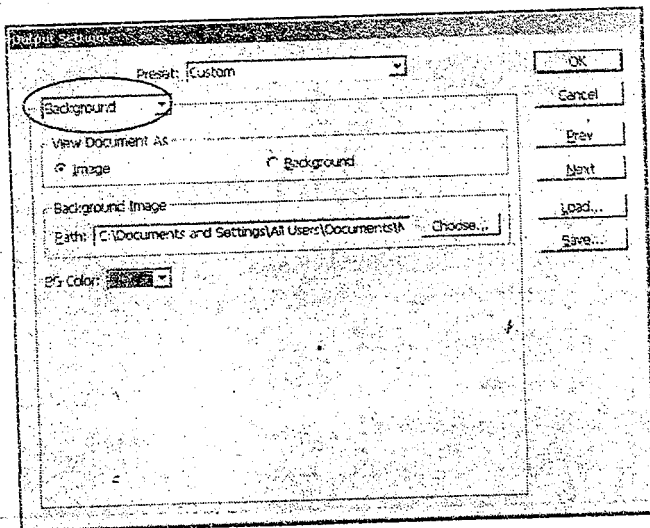 Output Settings
Preset: Custom
OK
Background
Cancel
View Document As
Prev
Image
Background
Next
Background Image
Load...
Path: C:\Documents and Settings\All Users\Documents\M
Choose...
Save...
BG Color: